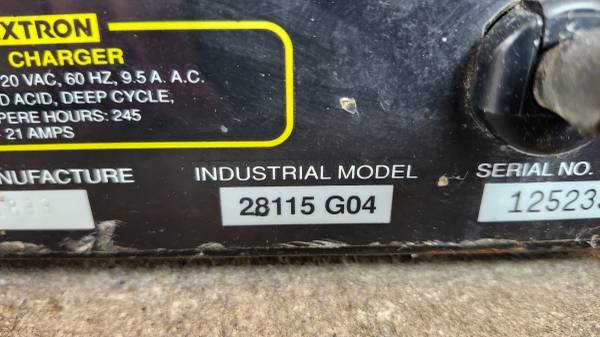 XTRON
CHARGER
20 VAC, 60 HZ, 9.5 A. A.C.
D ACID, DEEP CYCLE,
PERE HOURS: 245
- 21 AMPS
NUFACTURE
INDUSTRIAL MODEL
SERIAL NO.
28115 G04
125233